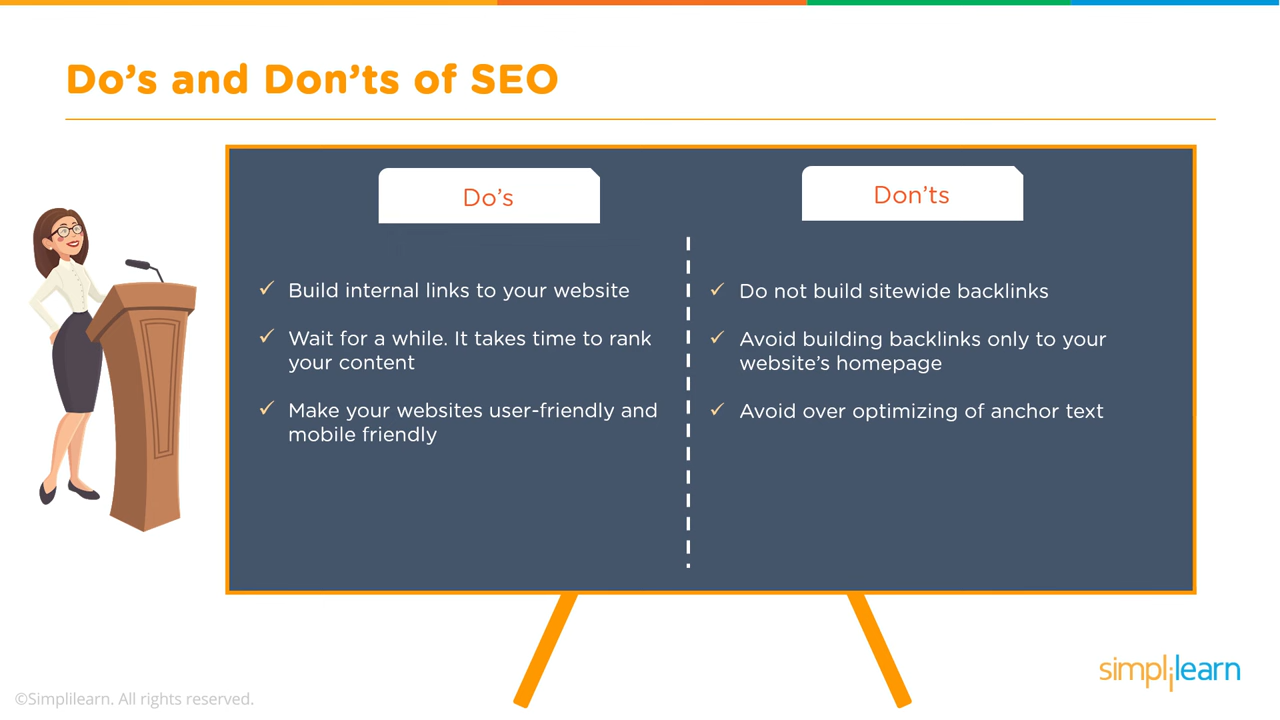 Do’s and Don’ts of SEO
Do’s
Build internal links to your website
Wait for a while. It takes time to rank
your content
Make your websites user-friendly and
mobile friendly
Don’ts
Do not build sitewide backlinks
Avoid building backlinks only to your
website’s homepage
Avoid over optimizing of anchor text
simplilearn
©Simplilearn. All rights reserved.